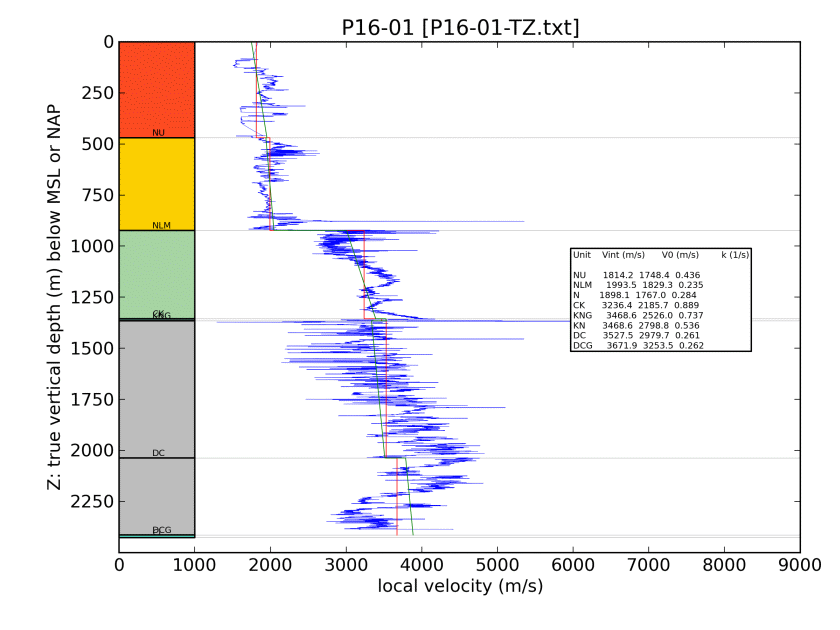 P16-01 [P16-01-TZ.txt]
Z: true vertical depth (m) below MSL or NAP
0
250
500
750
1000
1250
1500
1750
2000
2250
NU
NLM
CK
KNG
DC
DCG
Unit Vint (m/s) V0 (m/s) k (1/s)
NU 1814.2 1748.4 0.436
NLM 1993.5 1829.3 0.235
N 1898.1 1767.0 0.284
CK 3236.4 2185.7 0.889
KNG 3468.6 2526.0 0.737
KN 3468.6 2798.8 0.536
DC 3527.5 2979.7 0.261
DCG 3671.9 3253.5 0.262
0 1000 2000 3000 4000 5000 6000 7000 8000 9000
local velocity (m/s)